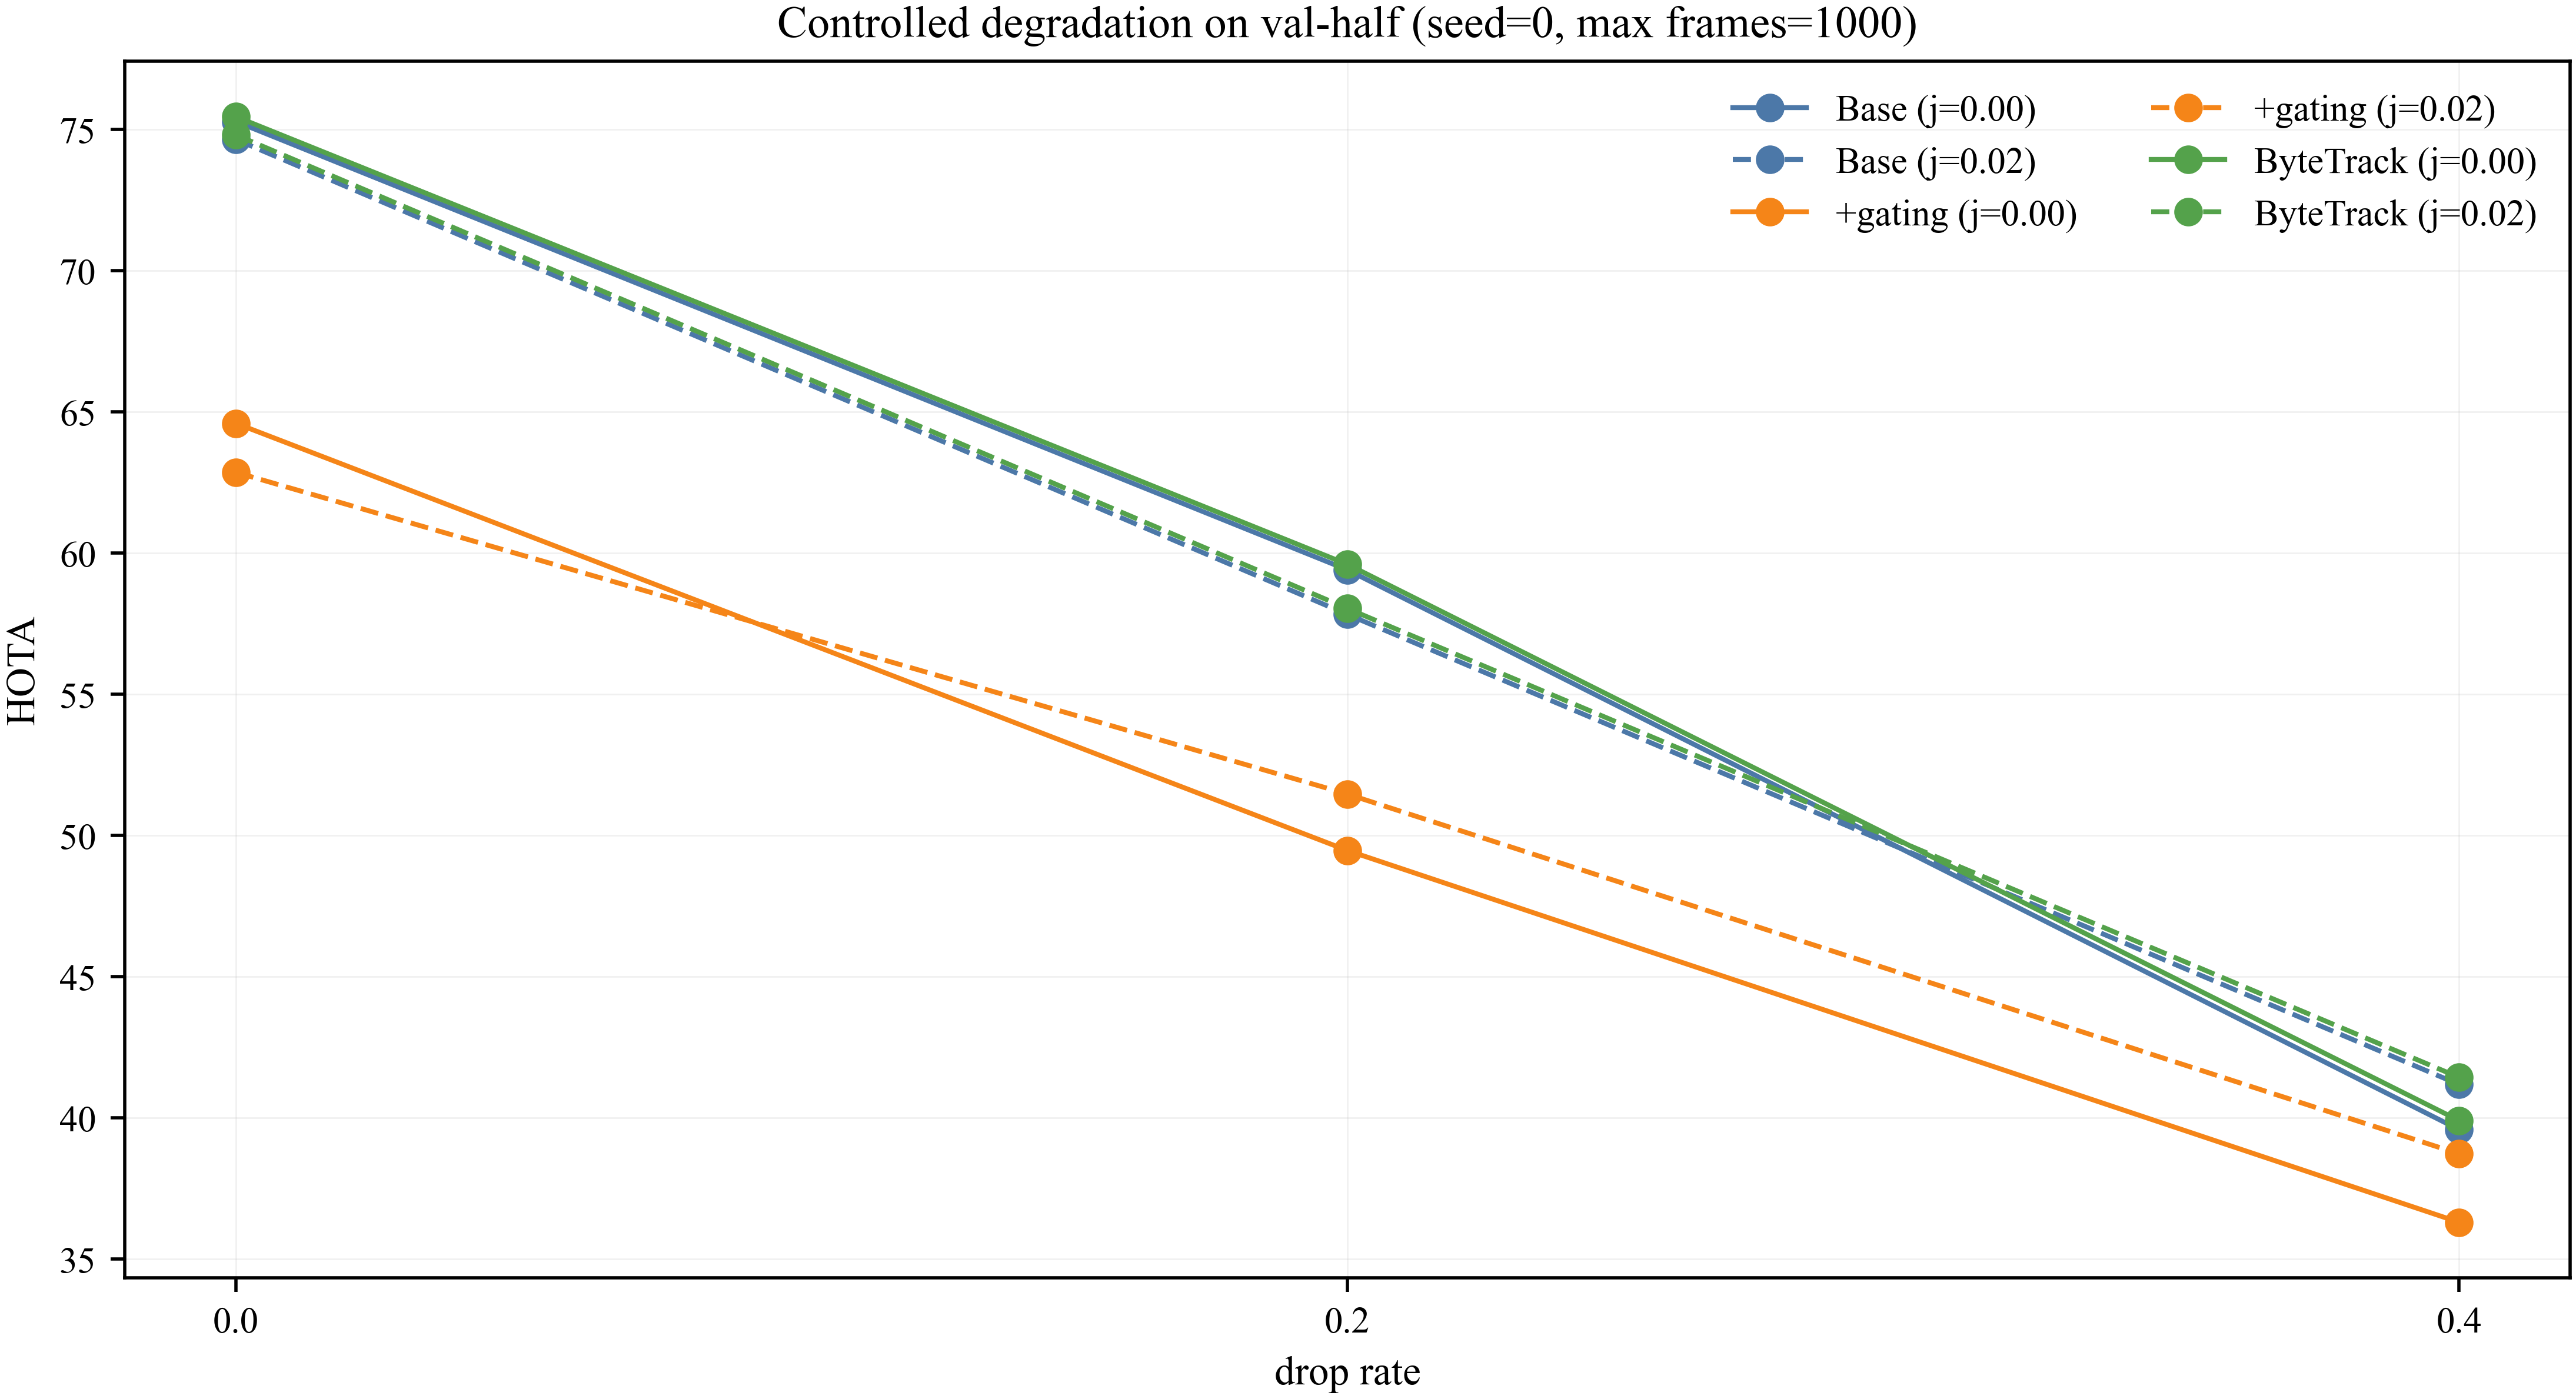 Controlled degradation on val-half (seed=0, max frames=1000)
Base (j=0.00)
Base (j=0.02)
+gating (j=0.00)
+gating (j=0.02)
ByteTrack (j=0.00)
ByteTrack (j=0.02)
HOTA
75
70
65
60
55
50
45
40
35
0.0
0.2
0.4
drop rate